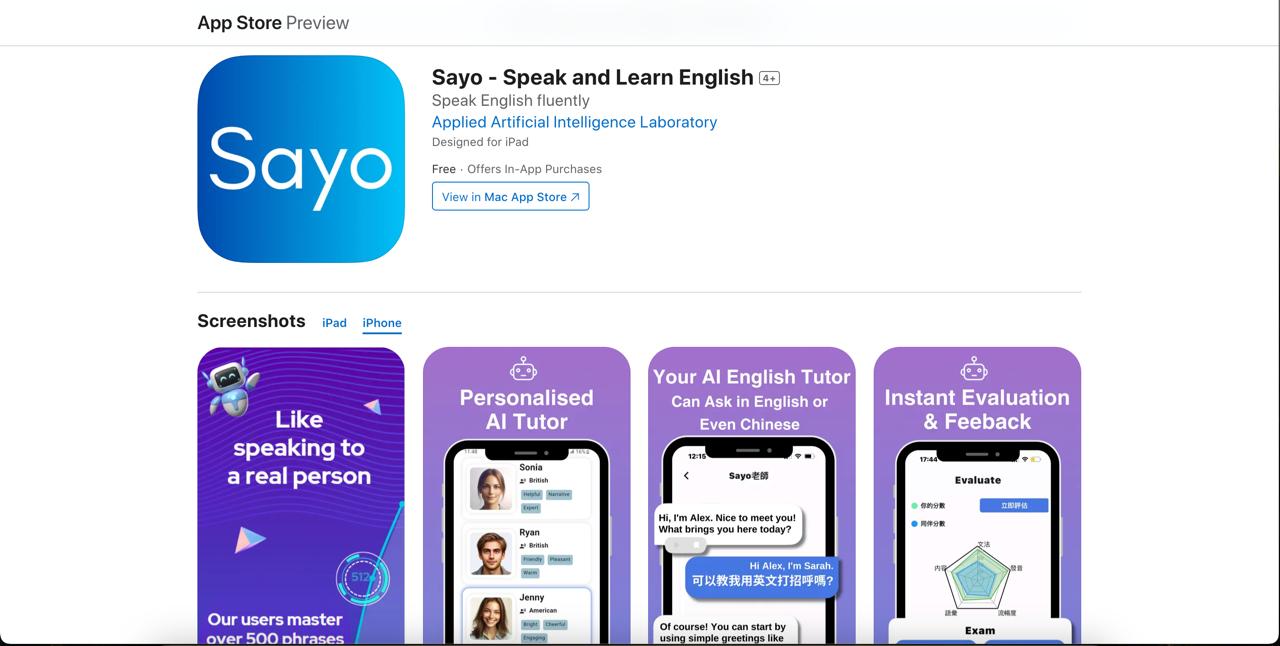 App Store Preview
Sayo
Sayo - Speak and Learn English 4+
Speak English fluently
Applied Artificial Intelligence Laboratory
Designed for iPad
Free · Offers In-App Purchases
View in Mac App Store ↗
Screenshots iPad iPhone
Like
speaking to
a real person
512
Our users master
over 500 phrases
Personalised
AI Tutor
11:48
Sonia
British
Helpful Narrative
Expert
Ryan
British
Friendly Pleasant
Warm
Jenny
American
Bright Cheerful
Engaging
Your AI English Tutor
Can Ask in English or
Even Chinese
12:15
Sayo老師
Hi, I'm Alex. Nice to meet you!
What brings you here today?
Hi Alex, I'm Sarah.
可以教我用英文打招呼嗎?
Of course! You can start by
using simple greetings like
Instant Evaluation
& Feeback
17:44
Evaluate
你的分數
立即評估
同伴分數
文法
內容
發音
語彙
流暢度
Exam